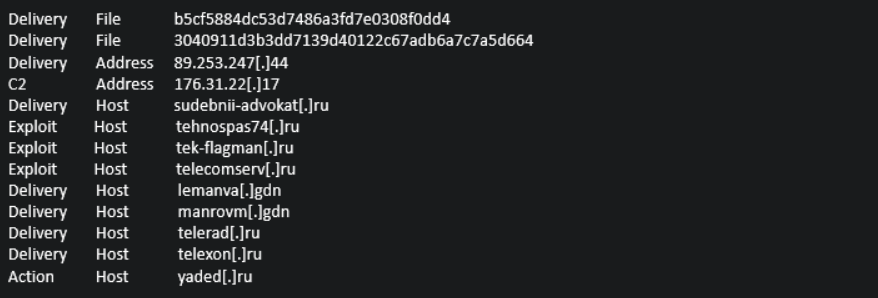 Delivery File b5cf5884dc53d7486a3fd7e0308f0dd4
Delivery File 3040911d3b3dd7139d40122c67adb6a7c7a5d664
Delivery Address 89.253.247[.]44
C2 Address 176.31.22[.]17
Delivery Host sudebnii-advokat[.]ru
Exploit Host tehnospas74[.]ru
Exploit Host tek-flagman[.]ru
Exploit Host telecomserv[.]ru
Delivery Host lemanva[.]gdn
Delivery Host manrovm[.]gdn
Delivery Host telerad[.]ru
Delivery Host telexon[.]ru
Action Host yaded[.]ru